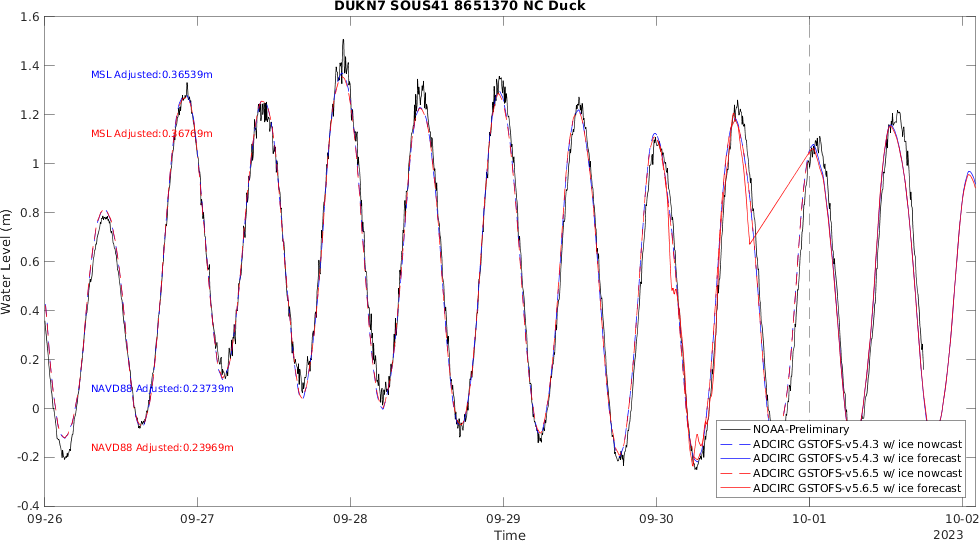 DUKN7 SOUS41 8651370 NC Duck
1.6
1.4
1.2
1
0.8
0.6
0.4
0.2
0
-0.2
-0.4
Water Level (m)
MSL Adjusted:0.36539m
MSL Adjusted:0.36769m
NAVD88 Adjusted:0.23739m
NAVD88 Adjusted:0.23969m
NOAA-Preliminary
ADCIRC GSTOFS-v5.4.3 w/ ice nowcast
ADCIRC GSTOFS-v5.4.3 w/ ice forecast
ADCIRC GSTOFS-v5.6.5 w/ ice nowcast
ADCIRC GSTOFS-v5.6.5 w/ ice forecast
09-26 09-27 09-28 09-29 09-30 10-01 10-02
Time
2023